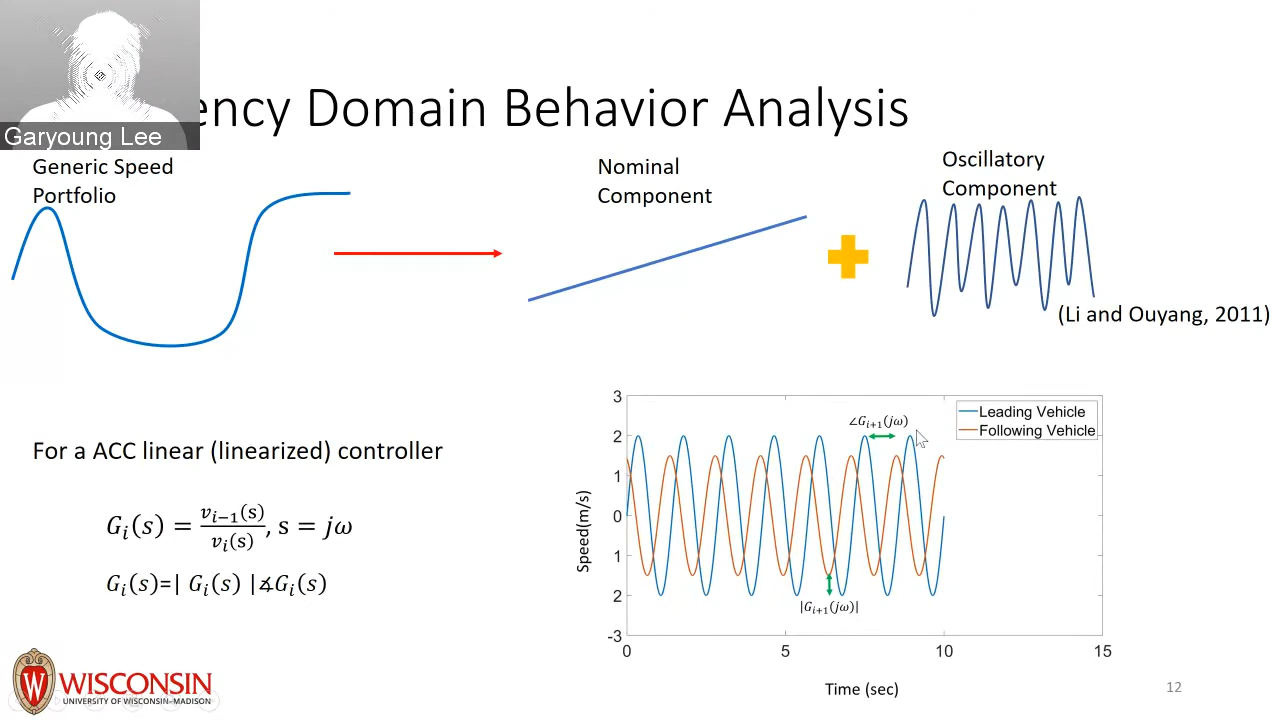 Garyoung Lee
ency Domain Behavior Analysis
Generic Speed
Portfolio
Nominal
Component
Oscillatory
Component
(Li and Ouyang, 2011)
For a ACC linear (linearized) controller
G_i(s) = v_{i−1}(s) / v_i(s), s = jω
G_i(s)=| G_i(s) |∡G_i(s)
3
2
1
0
1
2
-3
0
5
10
15
Speed(m/s)
Time (sec)
Leading Vehicle
Following Vehicle
∠G_{i+1}(jω)
|G_{i+1}(jω)|
W
WISCONSIN
UNIVERSITY OF WISCONSIN-MADISON
12